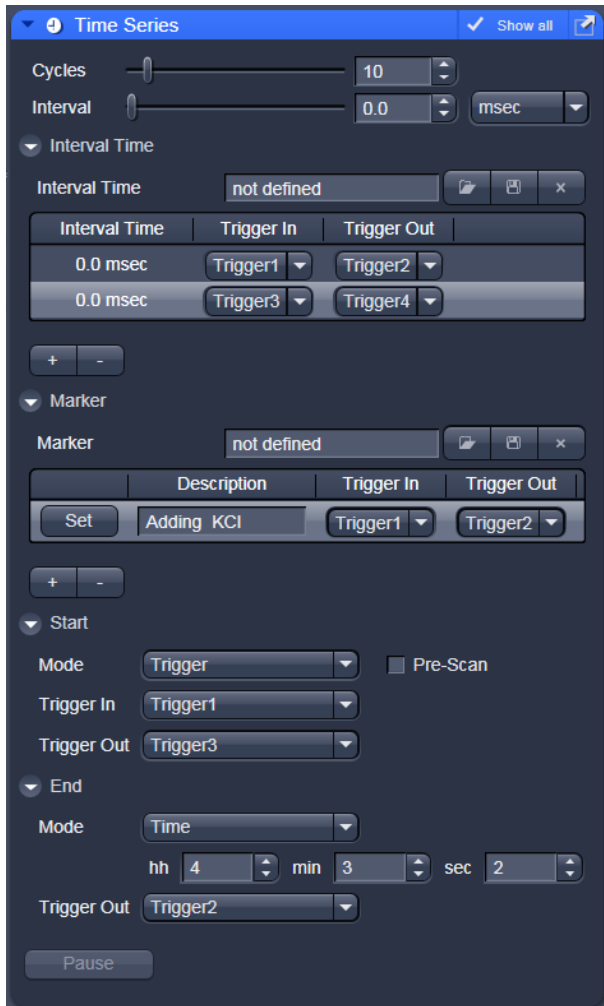 Time Series Show all
Cycles 10
Interval 0.0 msec
Interval Time
Interval Time not defined
Interval Time Trigger In Trigger Out
0.0 msec Trigger1 Trigger2
0.0 msec Trigger3 Trigger4
+ -
Marker
Marker not defined
Description Trigger In Trigger Out
Set Adding KCl Trigger1 Trigger2
+ -
Start
Mode Trigger Pre-Scan
Trigger In Trigger1
Trigger Out Trigger3
End
Mode Time
hh 4 min 3 sec 2
Trigger Out Trigger2
Pause